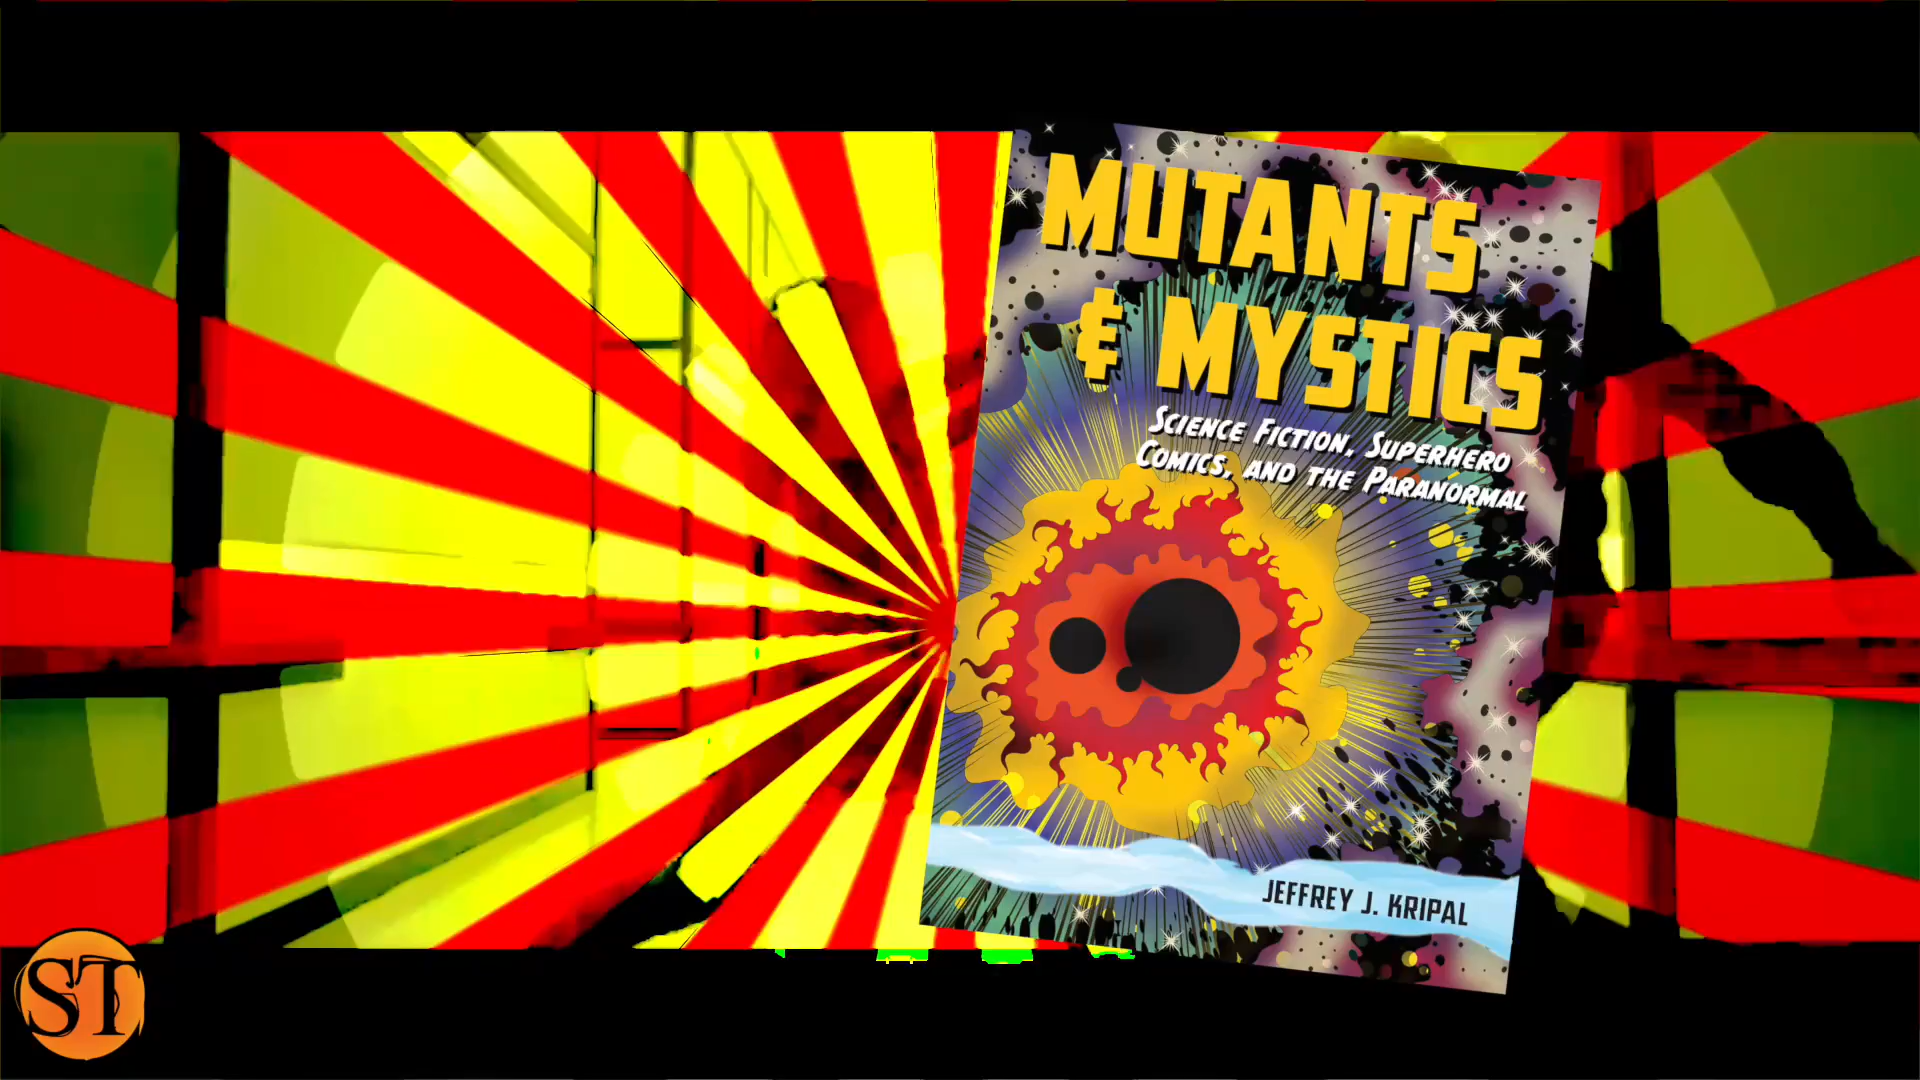 MUTANTS
& MYSTICS
SCIENCE FICTION, SUPERHERO
COMICS, AND THE PARANORMAL
JEFFREY J. KRIPAL
ST